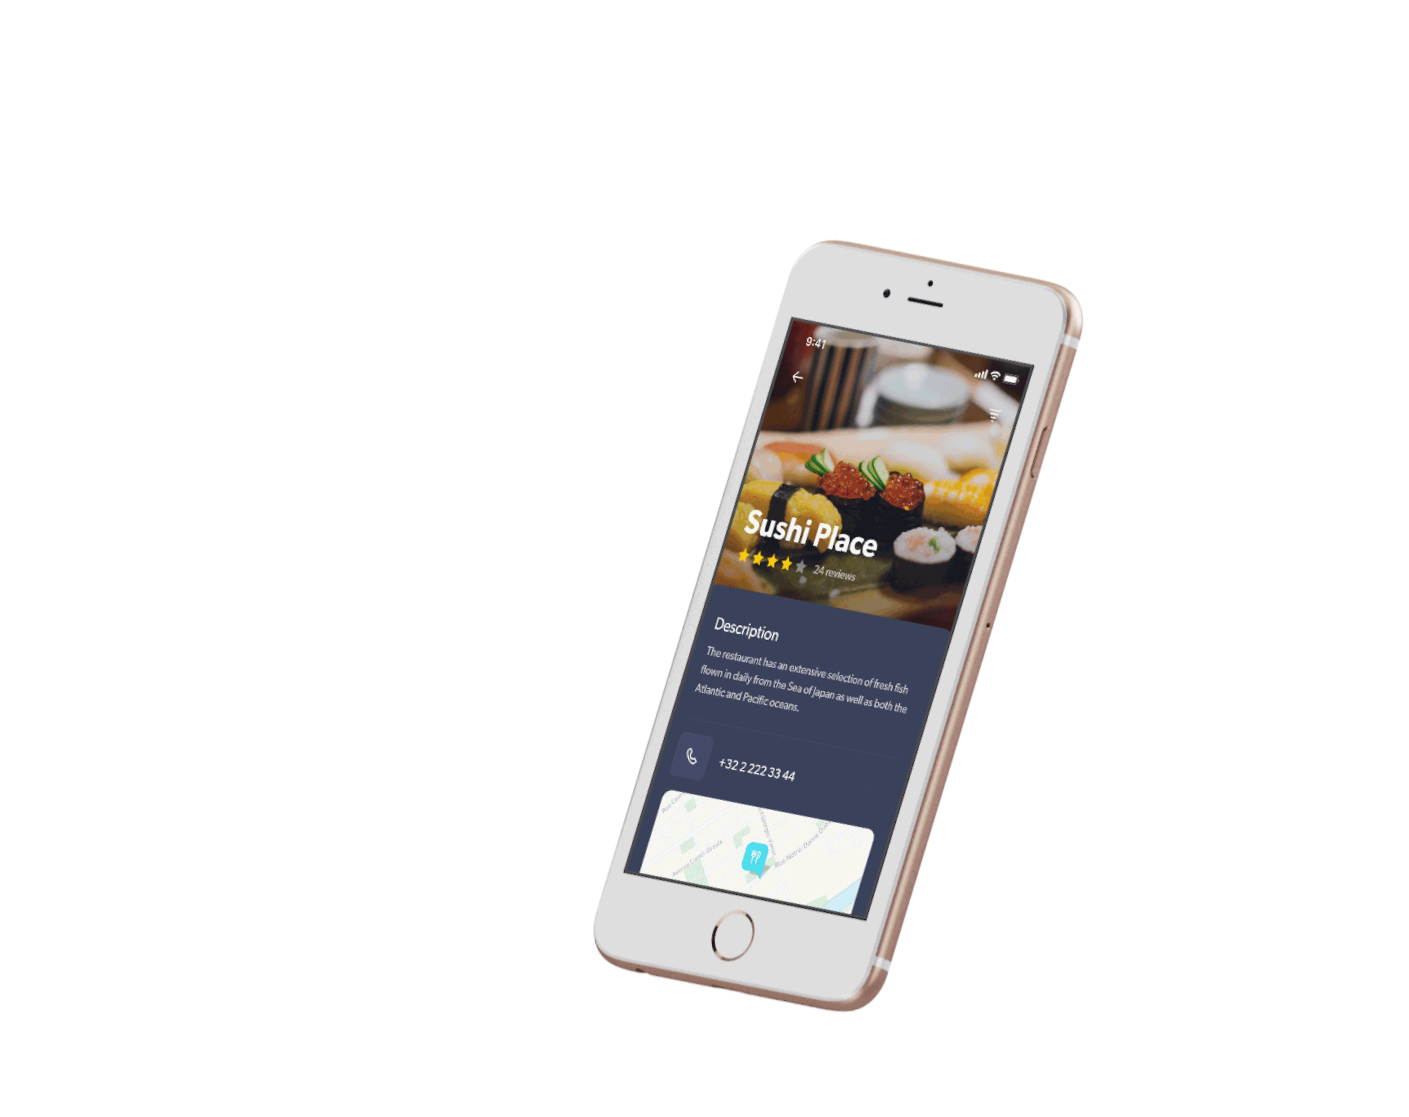 9:41
Sushi Place
24 reviews
Description
The restaurant has an extensive selection of fresh fish
flown in daily from the Sea of Japan as well as both the
Atlantic and Pacific oceans.
+32 2 222 33 44